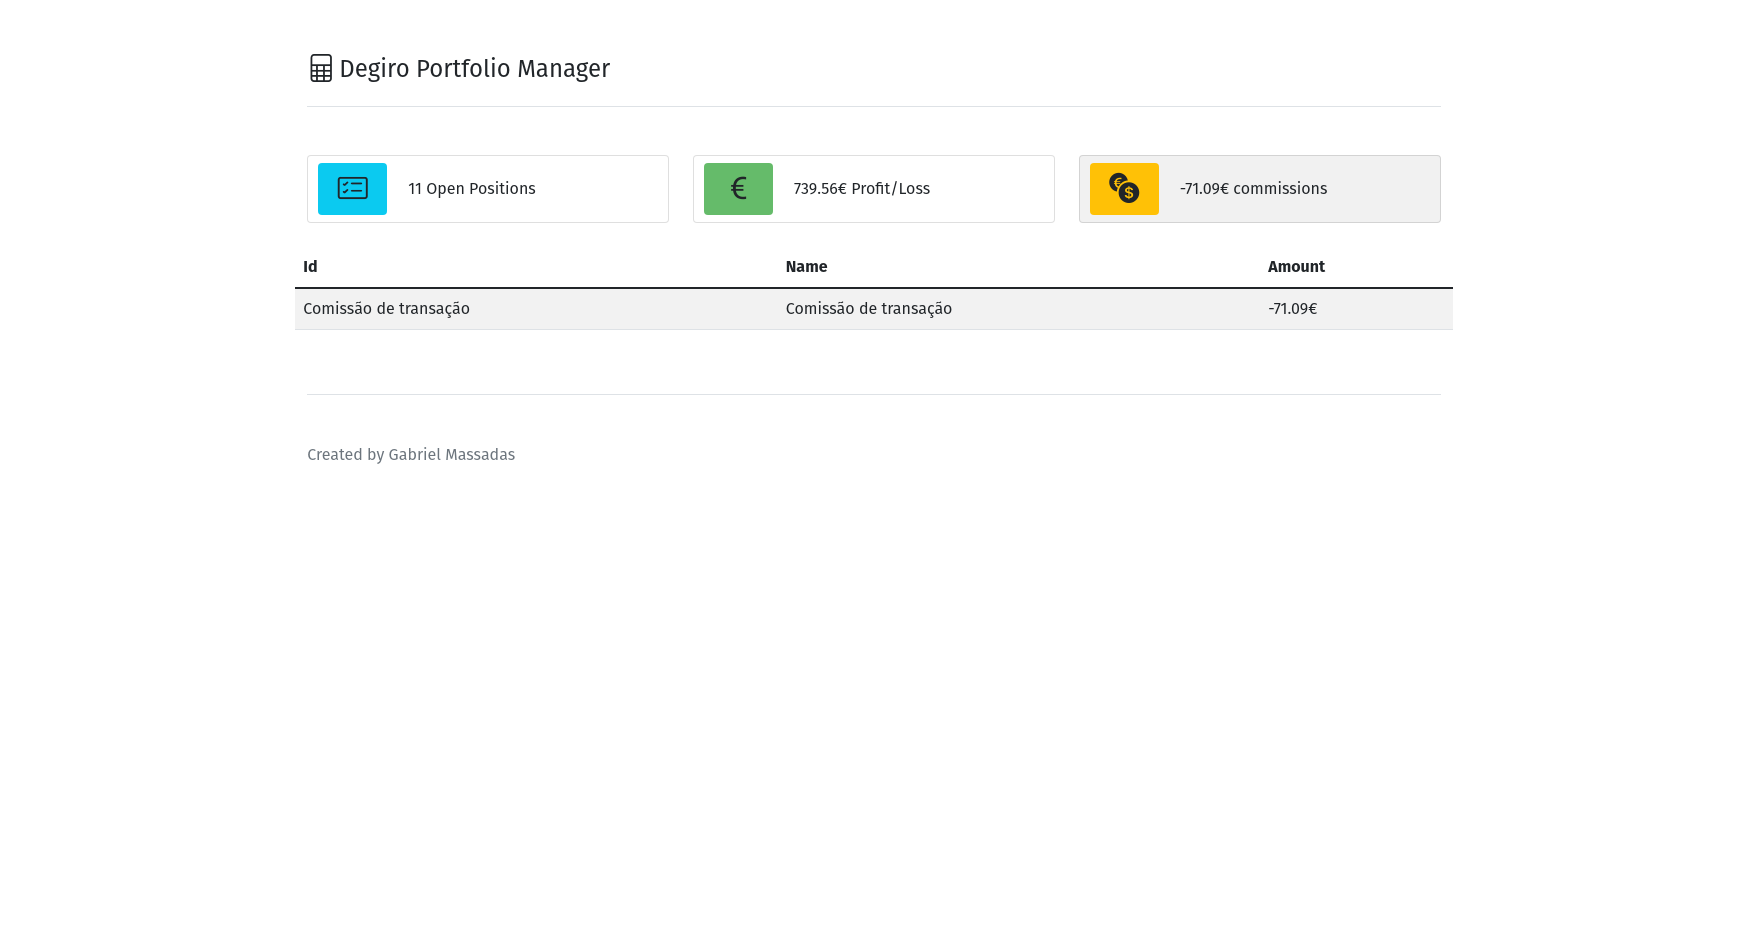 Degiro Portfolio Manager
11 Open Positions
€ 739.56€ Profit/Loss
€ $ -71.09€ commissions
Id Name Amount
Comissão de transação Comissão de transação -71.09€
Created by Gabriel Massadas